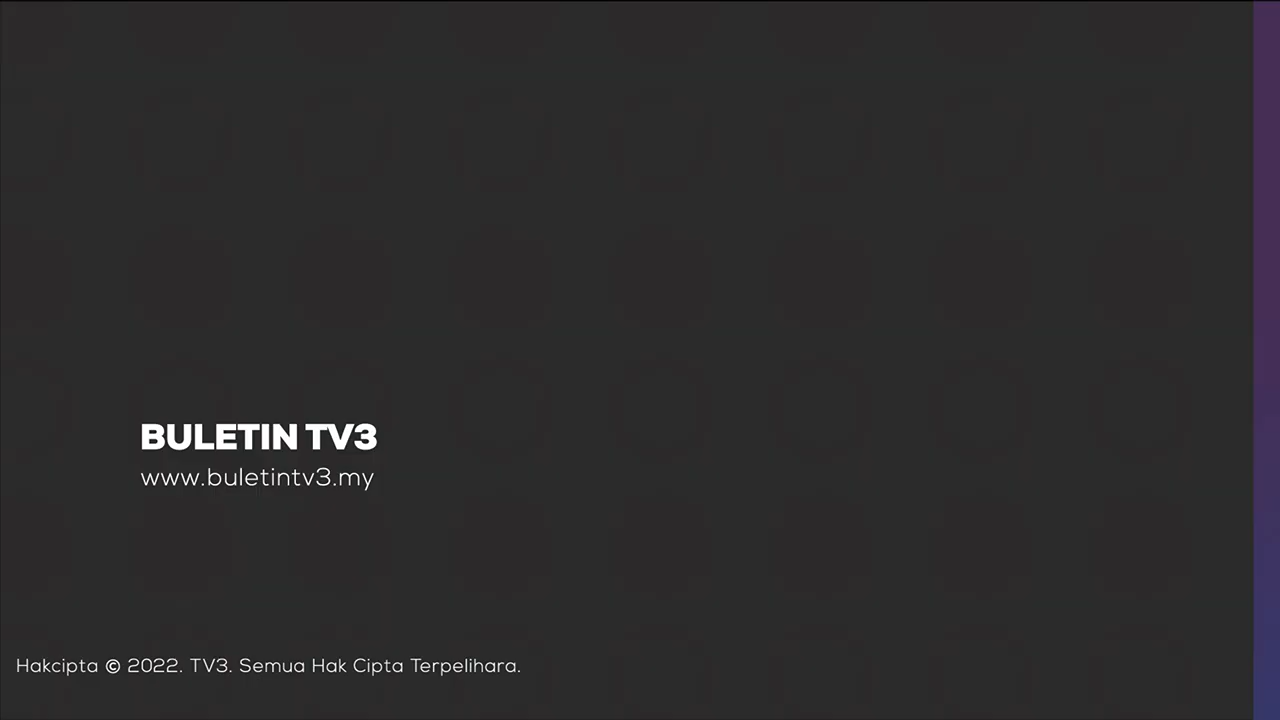 BULETIN TV3
www.buletintv3.my
Hakcipta © 2022. TV3. Semua Hak Cipta Terpelihara.